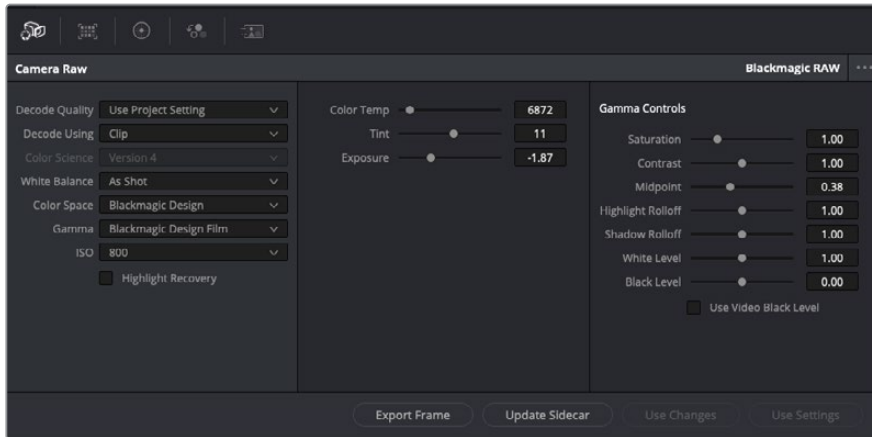 Camera Raw
Blackmagic RAW
Decode Quality Use Project Setting
Decode Using Clip
Color Science Version 4
White Balance As Shot
Color Space Blackmagic Design
Gamma Blackmagic Design Film
ISO 800
Highlight Recovery
Color Temp 6872
Tint 11
Exposure -1.87
Gamma Controls
Saturation 1.00
Contrast 1.00
Midpoint 0.38
Highlight Rolloff 1.00
Shadow Rolloff 1.00
White Level 1.00
Black Level 0.00
Use Video Black Level
Export Frame
Update Sidecar
Use Changes
Use Settings